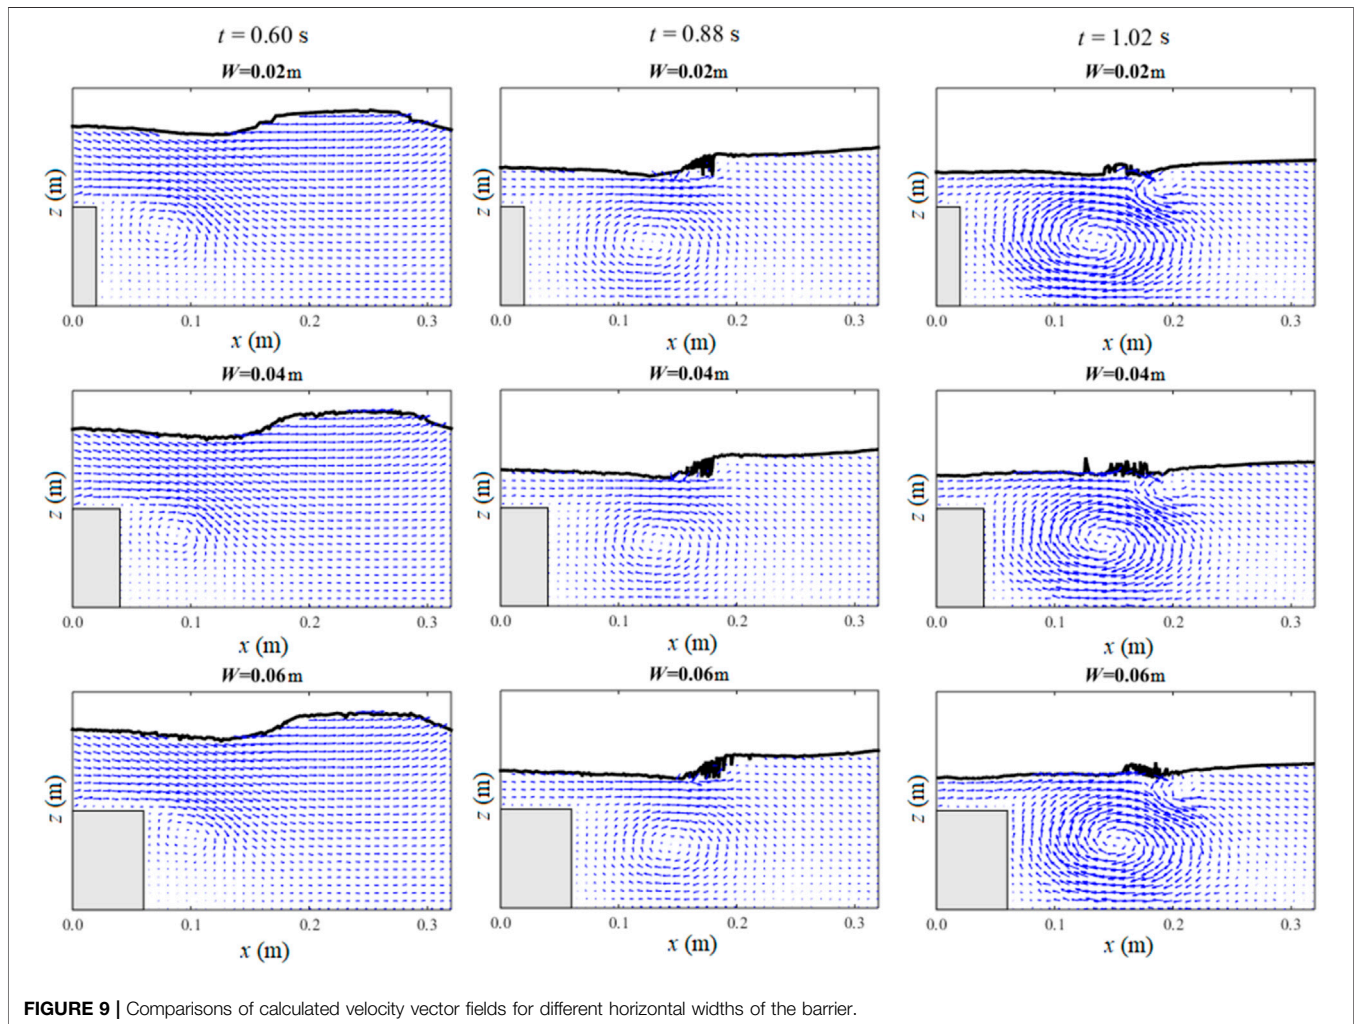 t = 0.60 s
t = 0.88 s
t = 1.02 s
W=0.02m
W=0.02m
W=0.02m
z (m)
z (m)
z (m)
0.0 0.1 0.2 0.3
0.0 0.1 0.2 0.3
0.0 0.1 0.2 0.3
x (m)
x (m)
x (m)
W=0.04m
W=0.04m
W=0.04m
z (m)
z (m)
z (m)
0.0 0.1 0.2 0.3
0.0 0.1 0.2 0.3
0.0 0.1 0.2 0.3
x (m)
x (m)
x (m)
W=0.06m
W=0.06m
W=0.06m
z (m)
z (m)
z (m)
0.0 0.1 0.2 0.3
0.0 0.1 0.2 0.3
0.0 0.1 0.2 0.3
x (m)
x (m)
x (m)
FIGURE 9 | Comparisons of calculated velocity vector fields for different horizontal widths of the barrier.